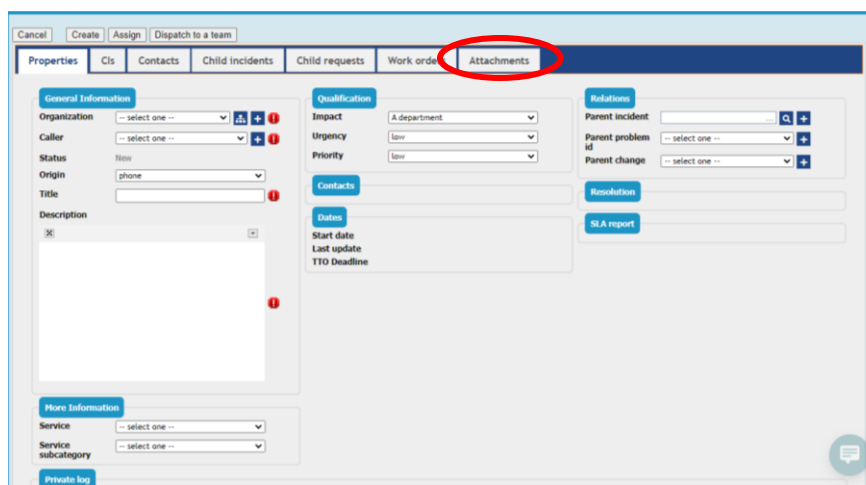 Cancel Create Assign Dispatch to a team
Properties CIs Contacts Child incidents Child requests Work orders Attachments
General Information
Organization -- select one --
Caller -- select one --
Status New
Origin phone
Title
Description
More Information
Service -- select one --
Service subcategory -- select one --
Private log
Qualification
Impact A department
Urgency low
Priority low
Contacts
Dates
Start date
Last update
TTO Deadline
Relations
Parent incident ...
Parent problem id -- select one --
Parent change -- select one --
Resolution
SLA report